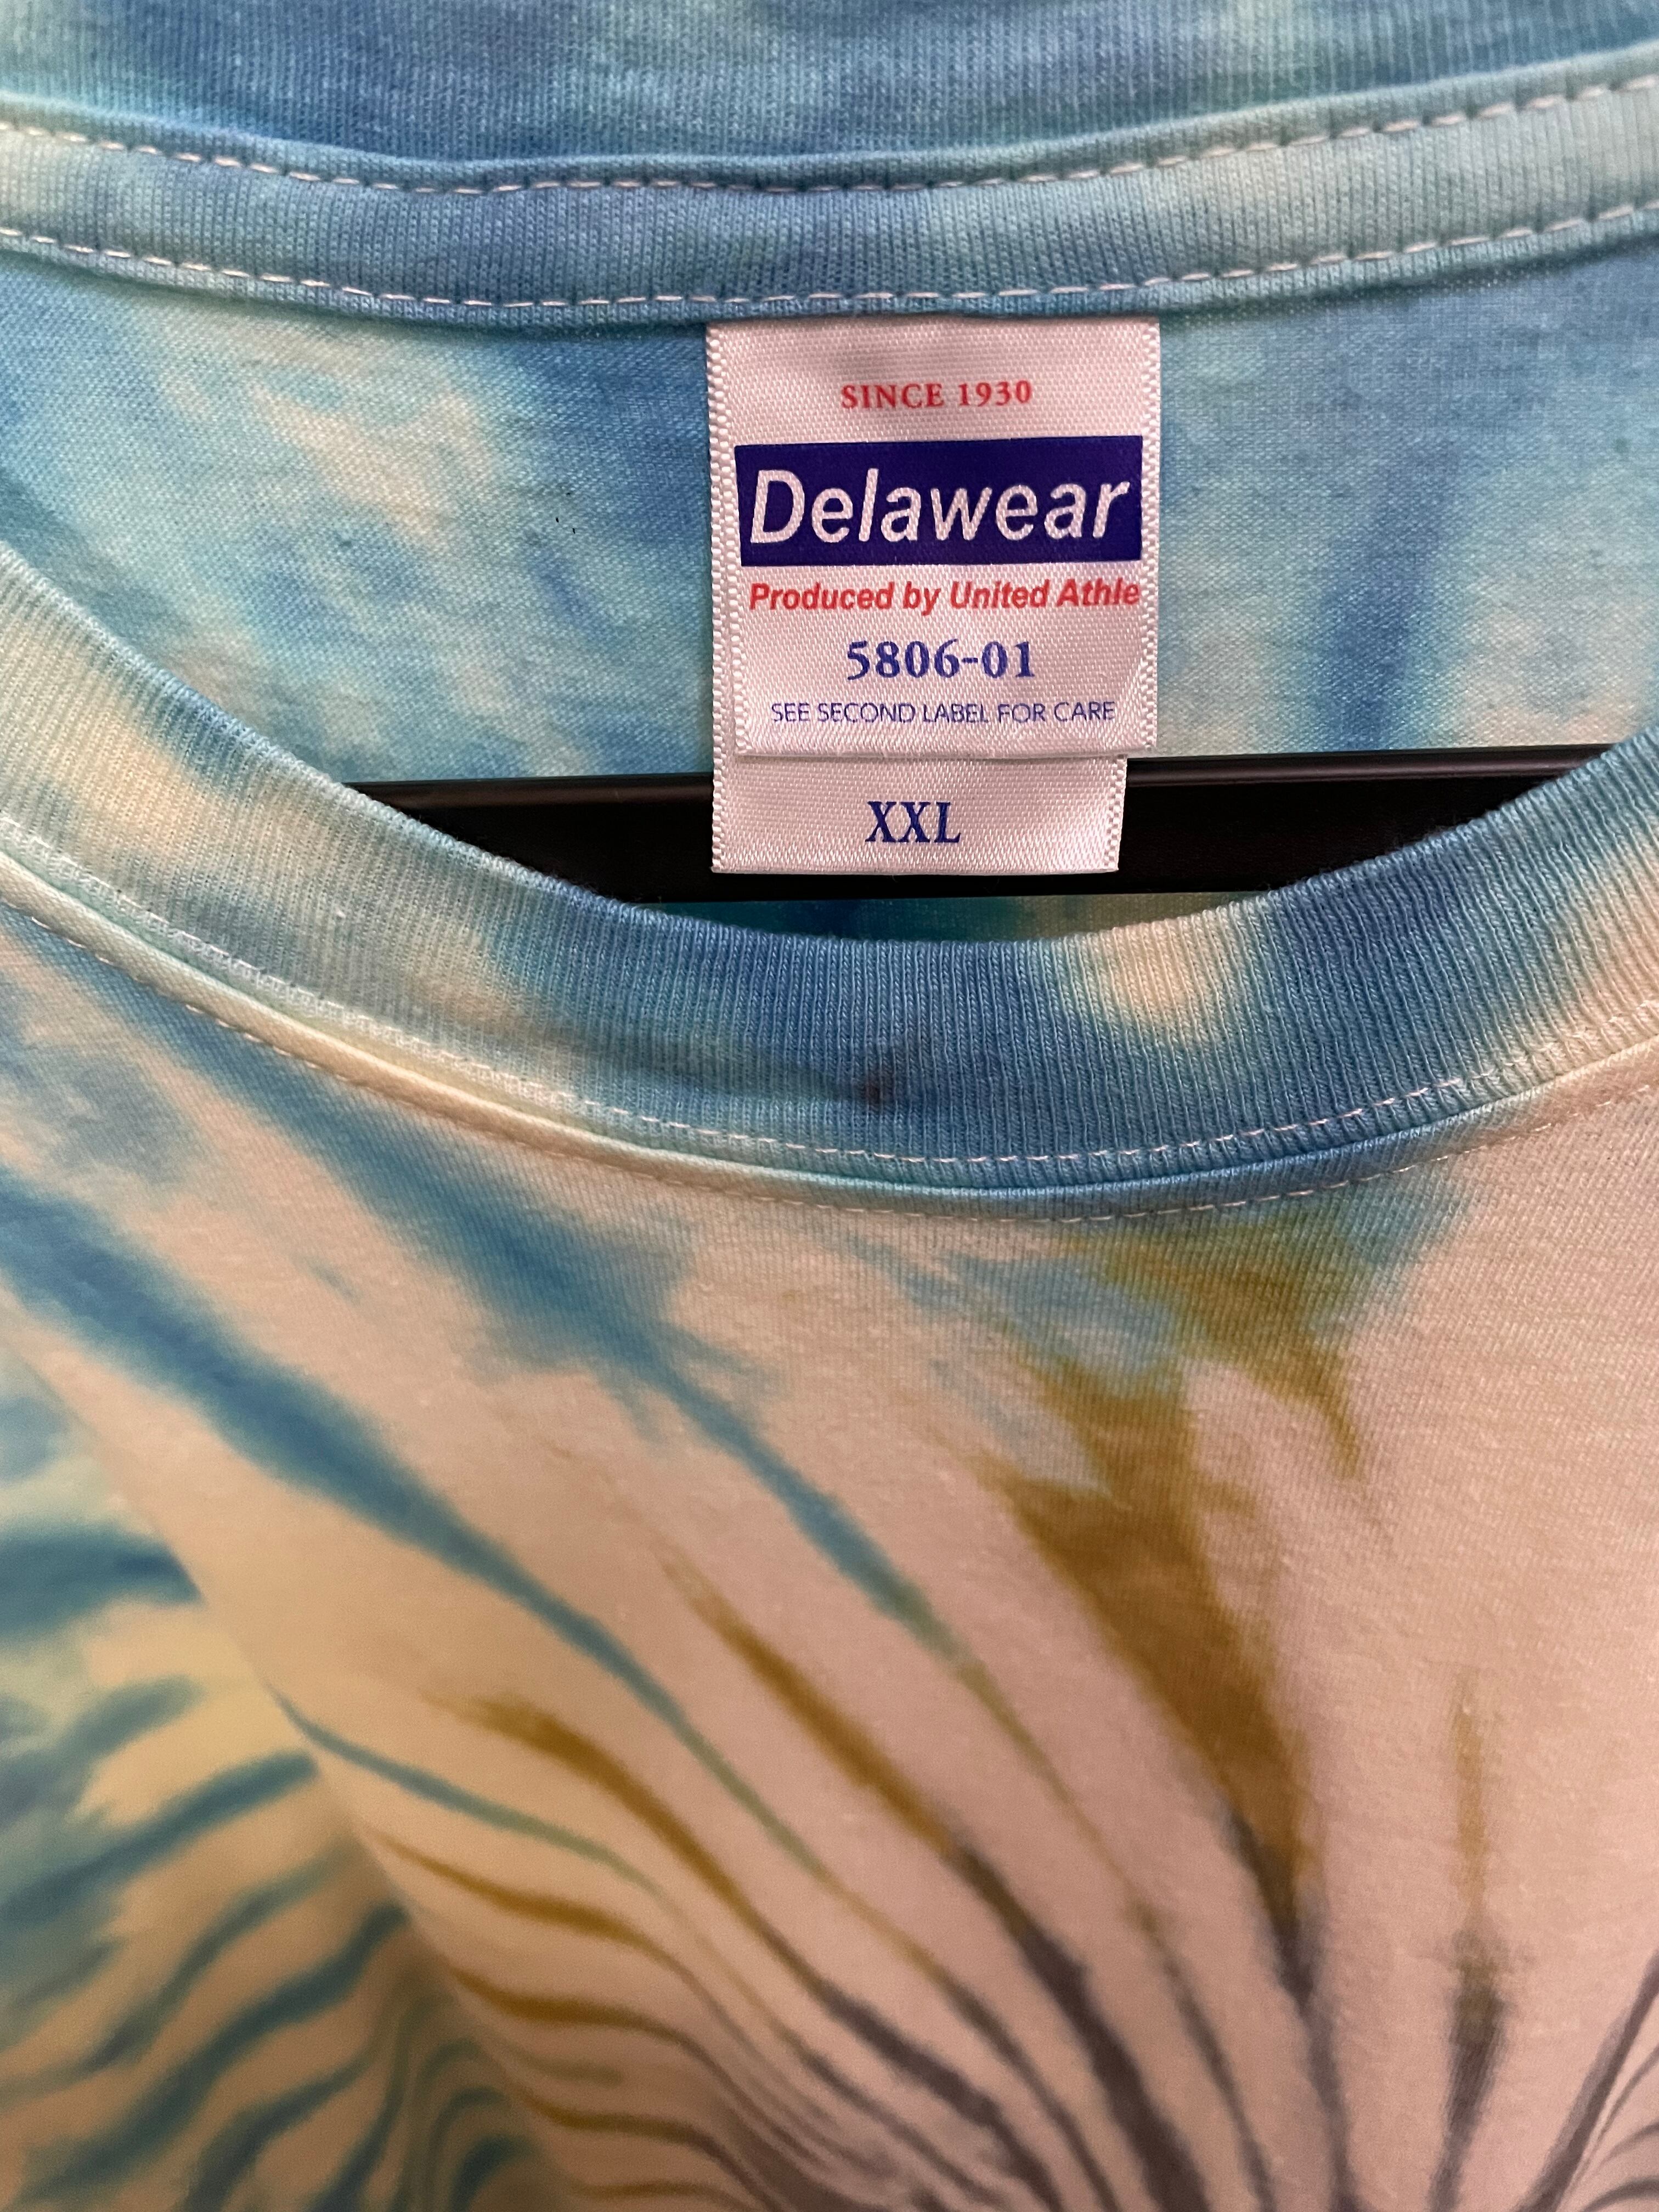 SINCE 1930
Delawear
Produced by United Athle
5806-01
SEE SECOND LABEL FOR CARE
XXL